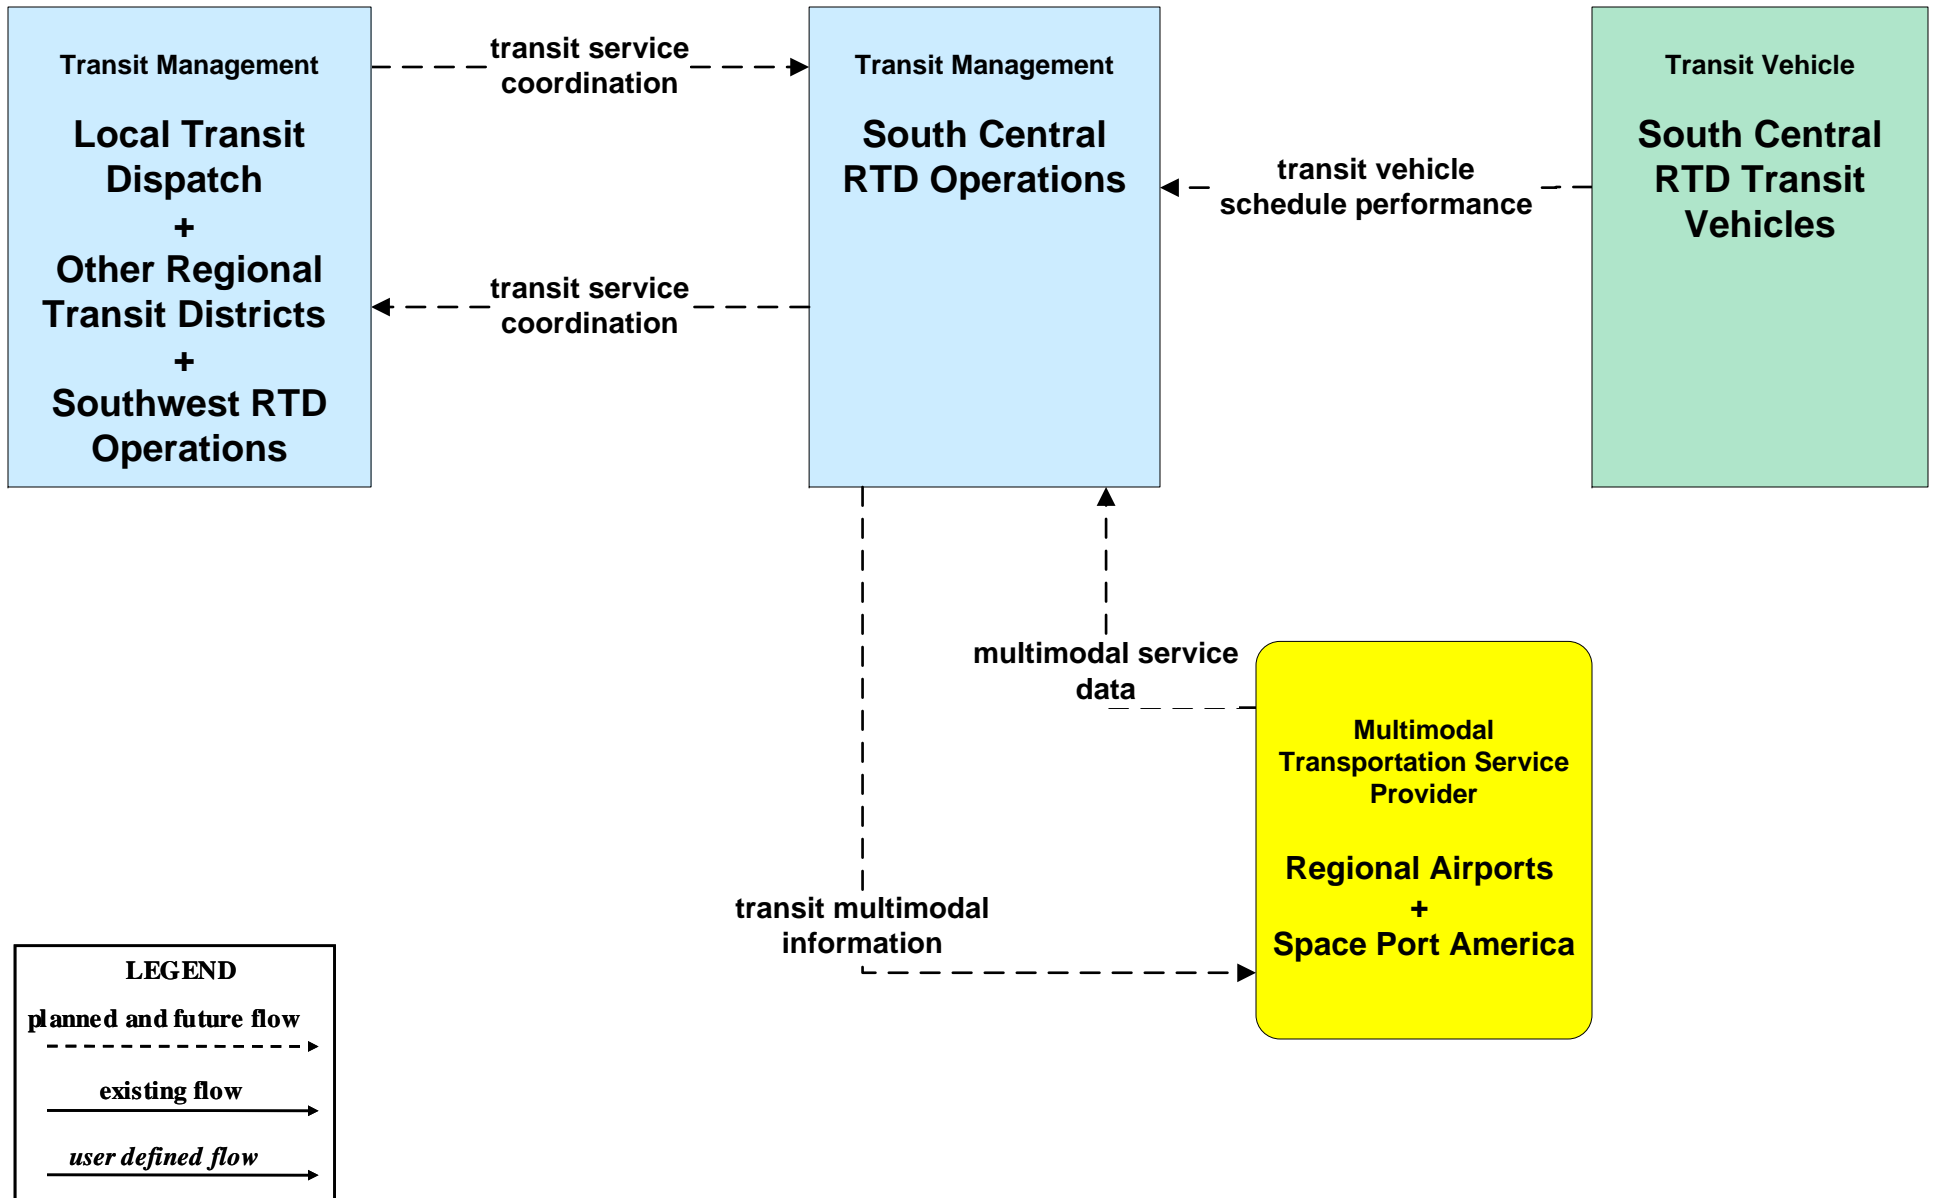 Transit Management
Local Transit
Dispatch
+
Other Regional
Transit Districts
+
Southwest RTD
Operations
transit service
coordination
transit service
coordination
Transit Management
South Central
RTD Operations
transit vehicle
schedule performance
Transit Vehicle
South Central
RTD Transit
Vehicles
multimodal service
data
Multimodal
Transportation Service
Provider
Regional Airports
+
Space Port America
transit multimodal
information
LEGEND
planned and future flow
existing flow
user defined flow